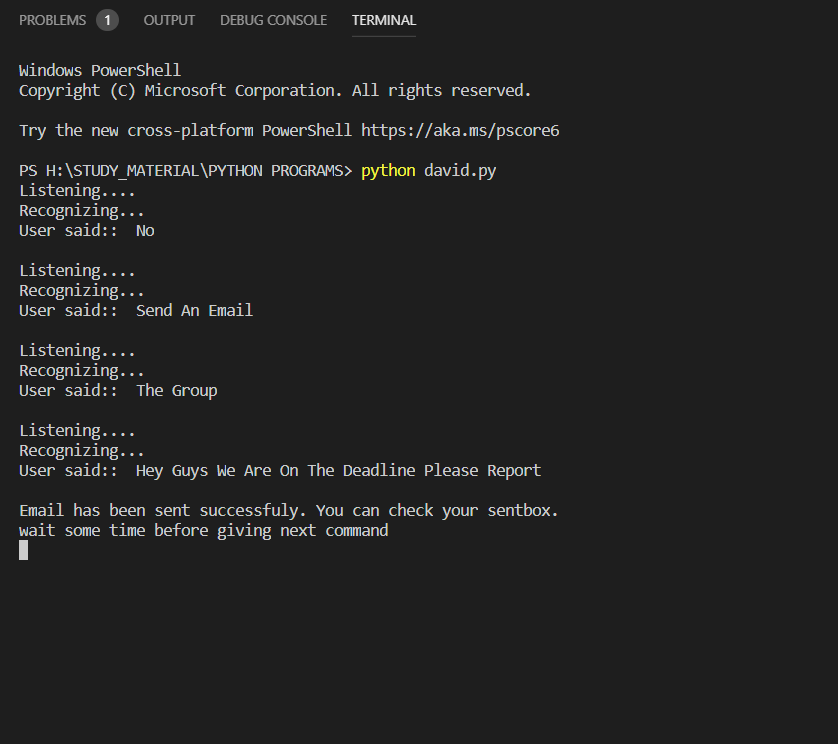 PROBLEMS 1 OUTPUT DEBUG CONSOLE TERMINAL
Windows PowerShell
Copyright (C) Microsoft Corporation. All rights reserved.
Try the new cross-platform PowerShell https://aka.ms/pscore6
PS H:\STUDY_MATERIAL\PYTHON PROGRAMS> python david.py
Listening....
Recognizing...
User said::  No
Listening....
Recognizing...
User said::  Send An Email
Listening....
Recognizing...
User said::  The Group
Listening....
Recognizing...
User said::  Hey Guys We Are On The Deadline Please Report
Email has been sent successfuly. You can check your sentbox.
wait some time before giving next command